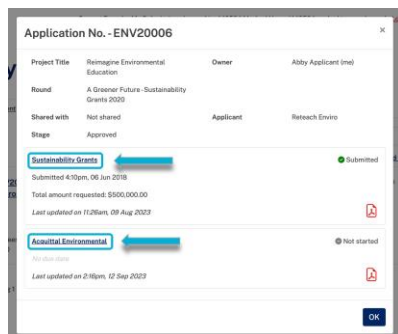 Application No. - ENV20006
×
Project Title Reimagine Environmental Education Owner Abby Applicant (me)
Round A Greener Future - Sustainability Grants 2020
Shared with Not shared Applicant Reteach Enviro
Stage Approved
Sustainability Grants Submitted
Submitted 4:10pm, 06 Jun 2018
Total amount requested: $500,000.00
Last updated on 11:26am, 09 Aug 2023
Acquittal Environmental Not started
No due date
Last updated on 2:16pm, 12 Sep 2023
OK